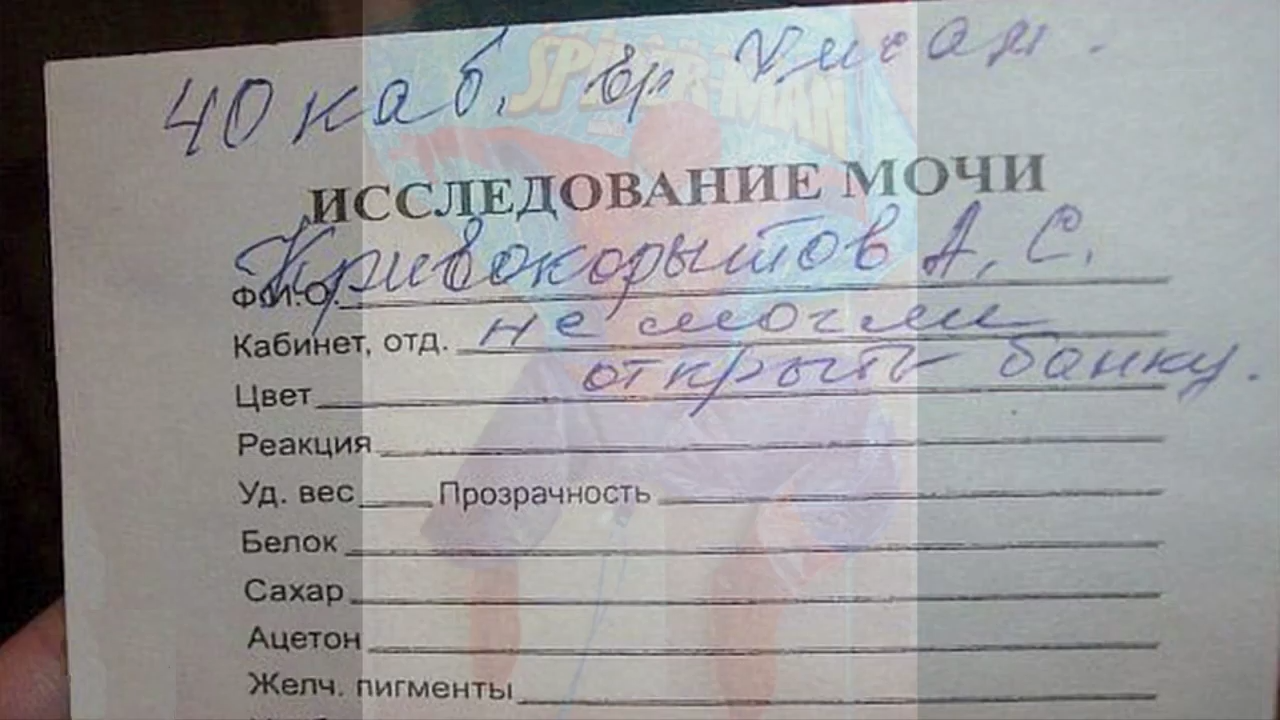 40 каб. вр
SPIDER-MAN
ИССЛЕДОВАНИЕ МОЧИ
Ф.И.О. Кривокорытов А. С.
Кабинет, отд. не смогли
открыть банку.
Цвет
Реакция
Уд. вес Прозрачность
Белок
Сахар
Ацетон
Желч. пигменты